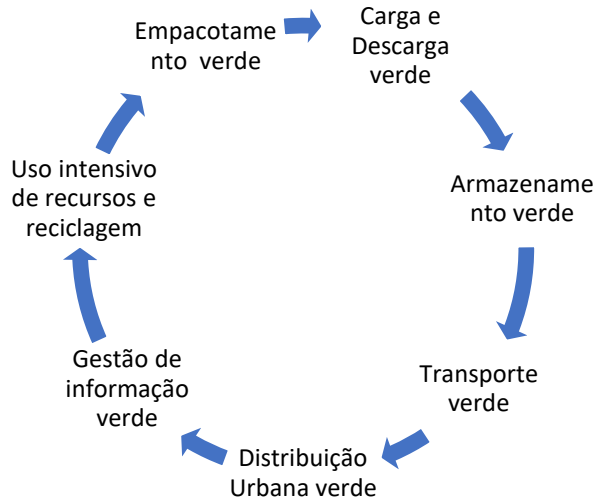 Empacotame
nto verde
Carga e
Descarga
verde
Armazename
nto verde
Transporte
verde
Distribuição
Urbana verde
Gestão de
informação
verde
Uso intensivo
de recursos e
reciclagem